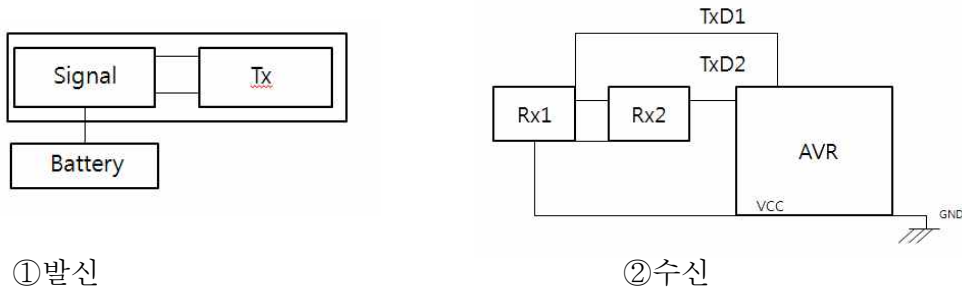 Signal
Tx
Battery
①발신
TxD1
TxD2
Rx1
Rx2
AVR
VCC
GND
②수신